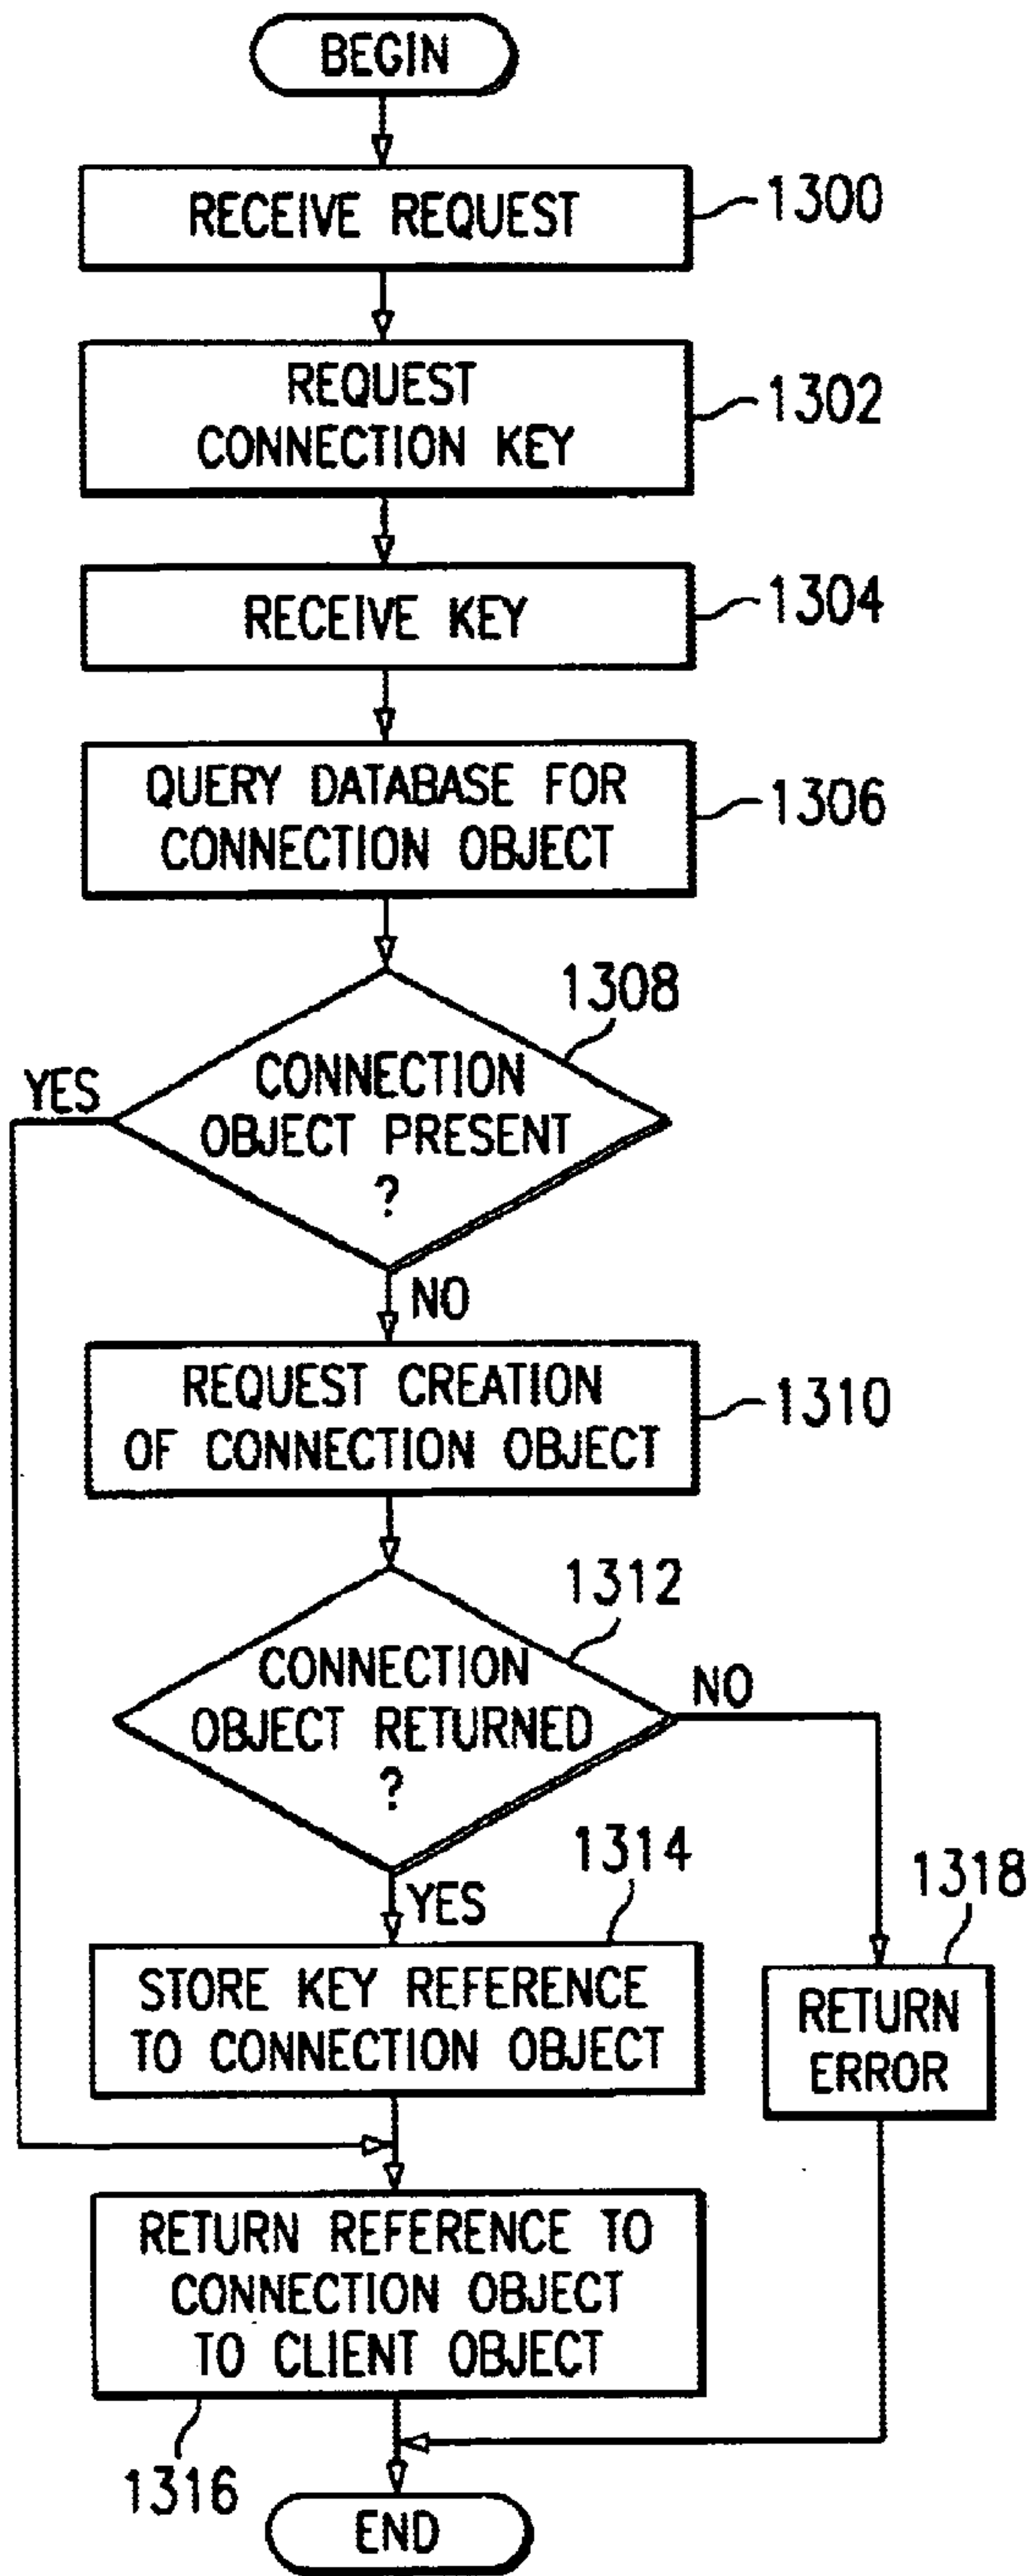 BEGIN
RECEIVE REQUEST
1300
REQUEST
CONNECTION KEY
1302
RECEIVE KEY
1304
QUERY DATABASE FOR
CONNECTION OBJECT
1306
1308
CONNECTION
OBJECT PRESENT
?
YES
NO
REQUEST CREATION
OF CONNECTION OBJECT
1310
1312
CONNECTION
OBJECT RETURNED
?
NO
YES
1314
STORE KEY REFERENCE
TO CONNECTION OBJECT
1318
RETURN
ERROR
RETURN REFERENCE TO
CONNECTION OBJECT
TO CLIENT OBJECT
1316
END